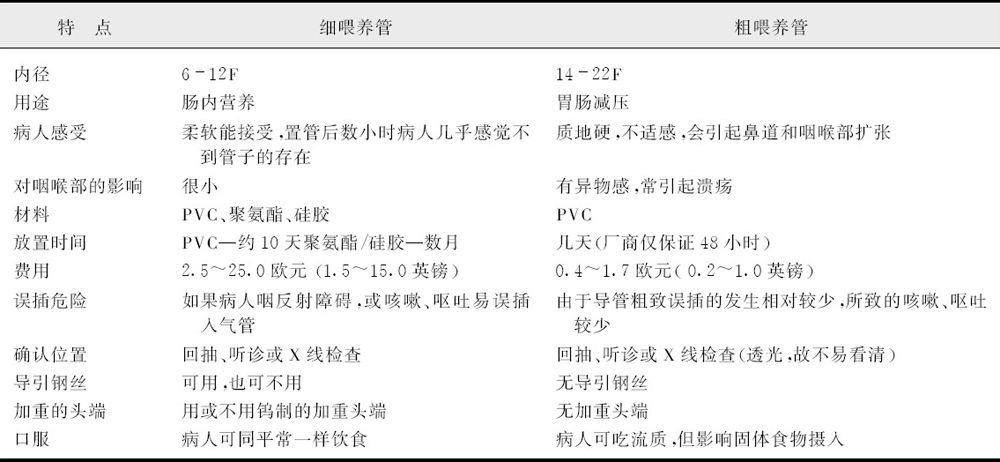 特 点 细喂养管 粗喂养管
内径 6-12F 14-22F
用途 肠内营养 胃肠减压
病人感受 柔软能接受,置管后数小时病人几乎感觉不 质地硬,不适感,会引起鼻道和咽喉部扩张
到管子的存在
对咽喉部的影响 很小 有异物感,常引起溃疡
材料 PVC、聚氨酯、硅胶 PVC
放置时间 PVC—约10天聚氨酯/硅胶—数月 几天(厂商仅保证48小时)
费用 2.5~25.0欧元 (1.5~15.0英镑) 0.4~1.7欧元(0.2~1.0英镑)
误插危险 如果病人咽反射障碍,或咳嗽、呕吐易误插 由于导管粗致误插的发生相对较少,所致的咳嗽、呕吐
入气管 较少
确认位置 回抽、听诊或X线检查 回抽、听诊或X线检查(透光,故不易看清)
导引钢丝 可用,也可不用 无导引钢丝
加重的头端 用或不用钨制的加重头端 无加重头端
口服 病人可同平常一样饮食 病人可吃流质,但影响固体食物摄入